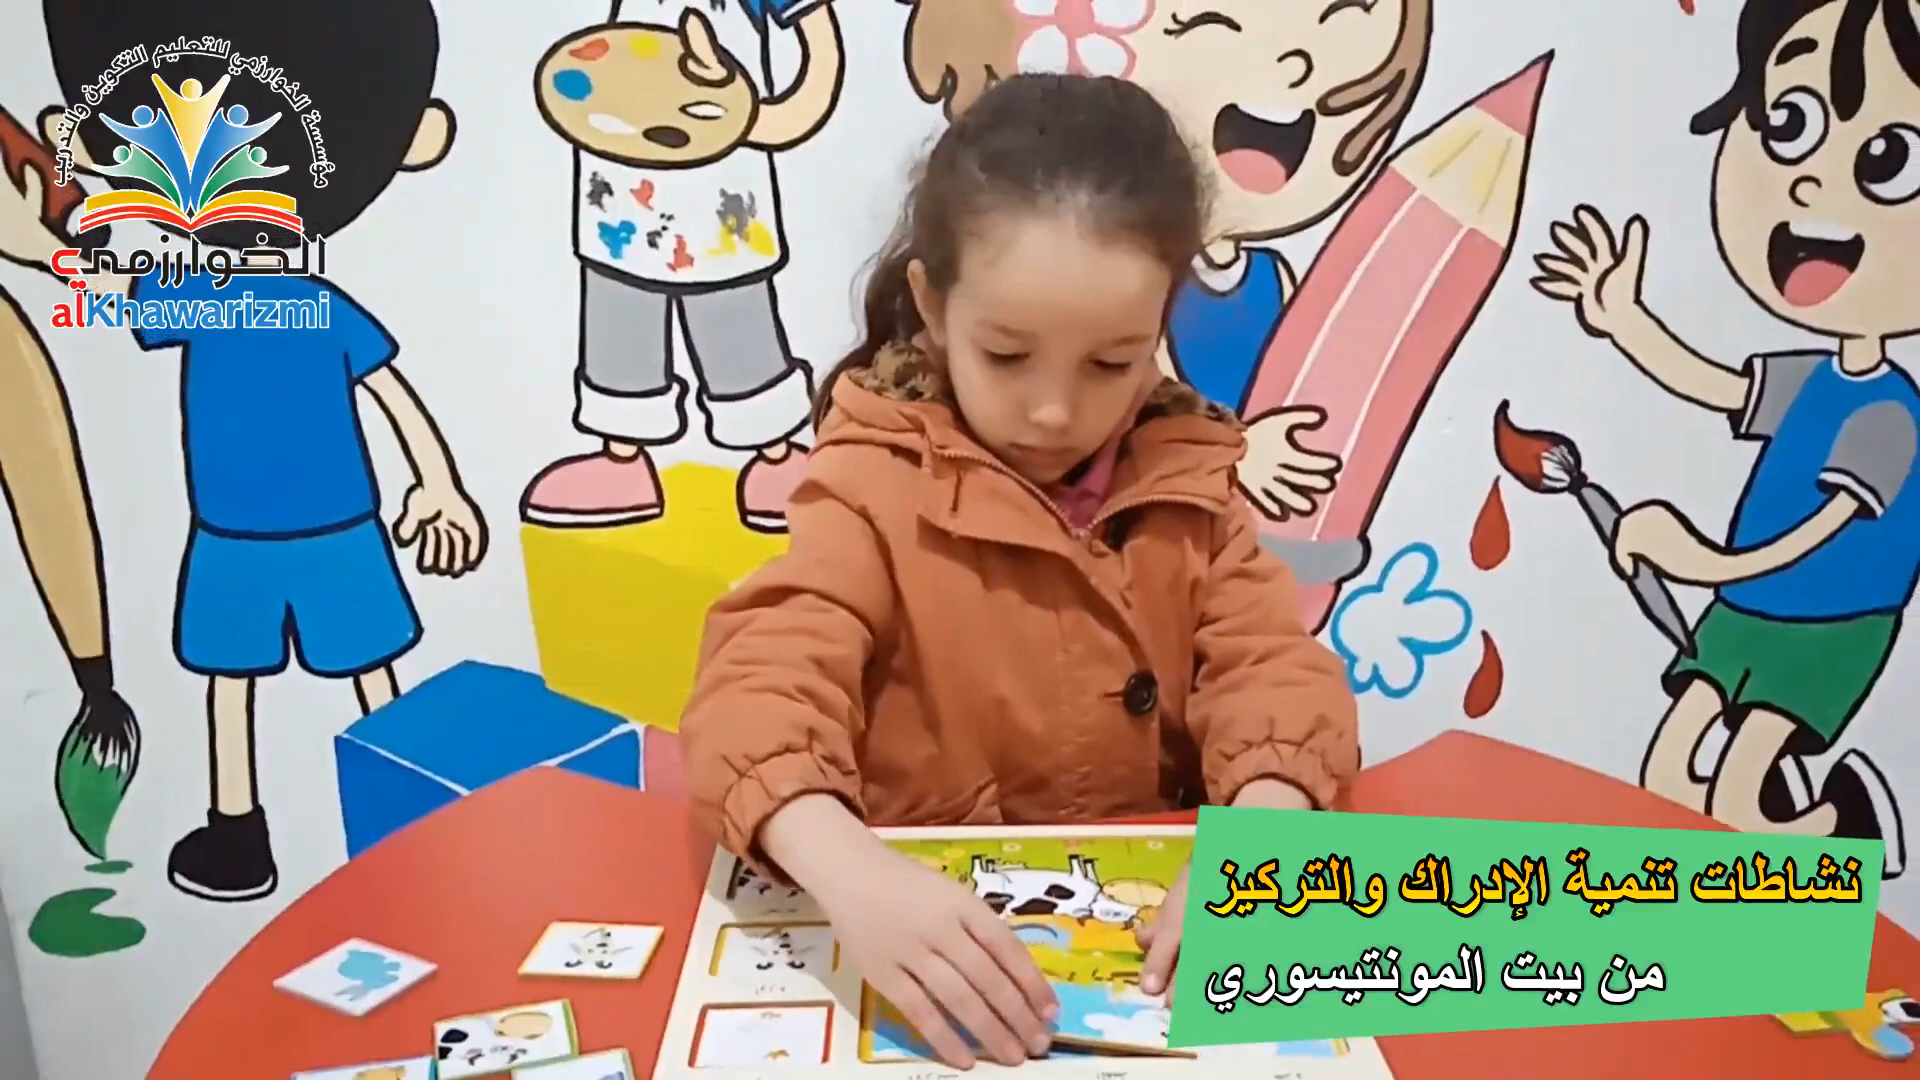 مؤسسة الخوارزمي للتعليم التكوين والتدريب
الخوارزمي
alKhawarizmi
نشاطات تنمية الإدراك والتركيز
من بيت المونتيسوري